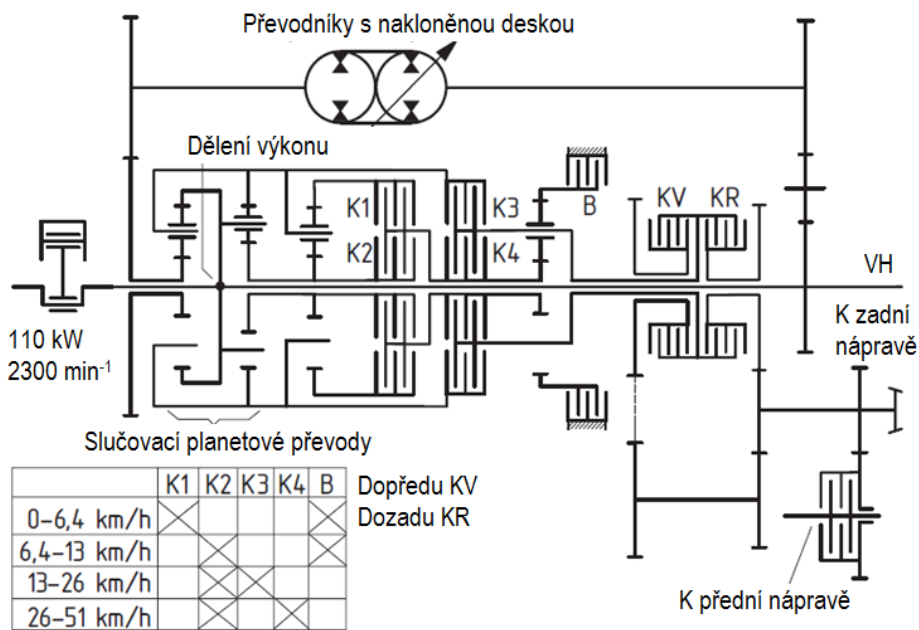 Převodníky s nakloněnou deskou
Dělení výkonu
K1
K2
K3
K4
B
KV
KR
VH
110 kW
2300 min-1
K zadní
nápravě
Slučovací planetové převody
K1 K2 K3 K4 B
0–6,4 km/h
6,4–13 km/h
13–26 km/h
26–51 km/h
Dopředu KV
Dozadu KR
K přední nápravě